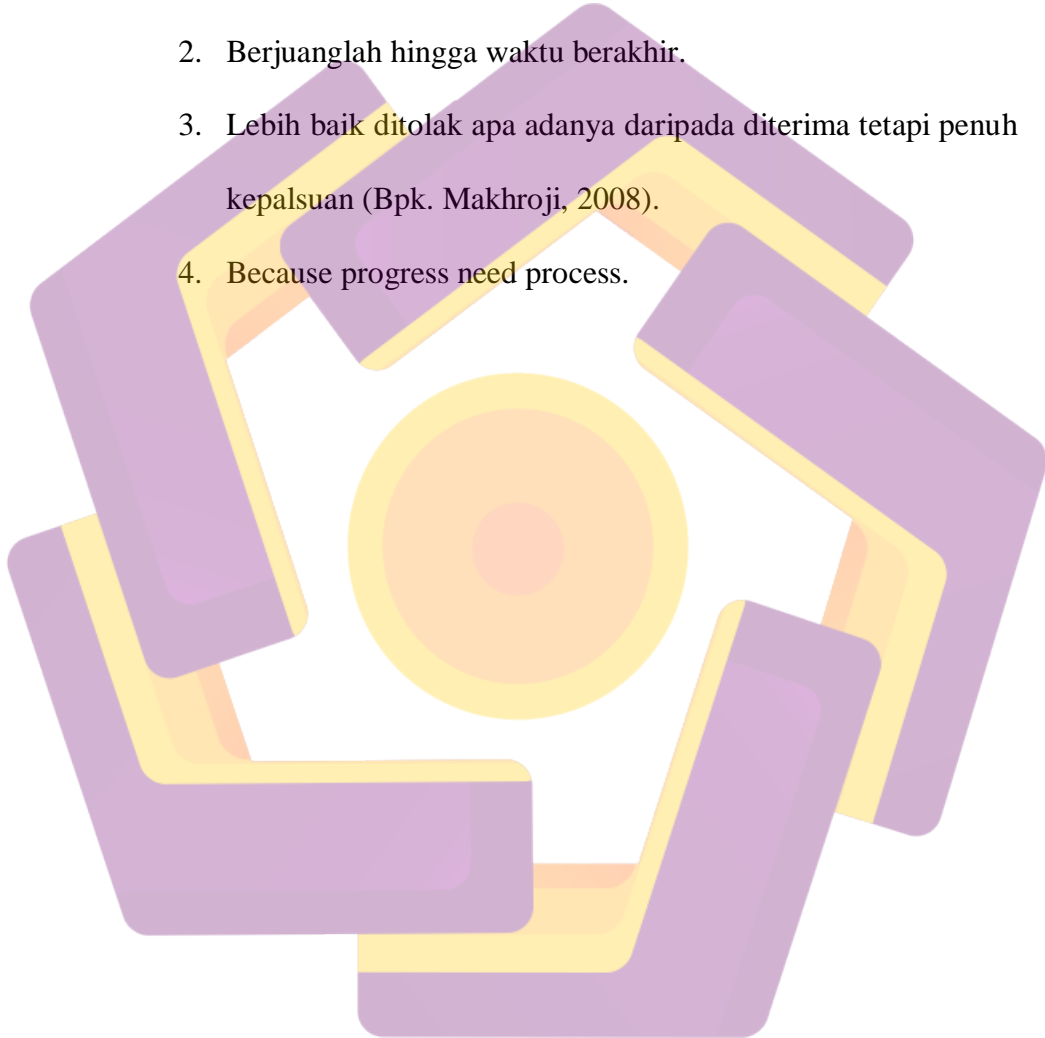 2. Berjuanglah hingga waktu berakhir.
3. Lebih baik ditolak apa adanya daripada diterima tetapi penuh
kepalsuan (Bpk. Makhroji, 2008).
4. Because progress need process.